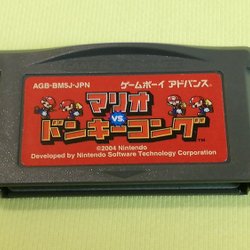 AGB-BM5J-JPN ゲームボーイ アドバンス
マリオ
vs.
ドンキーコング
©2004 Nintendo
Developed by Nintendo Software Technology Corporation